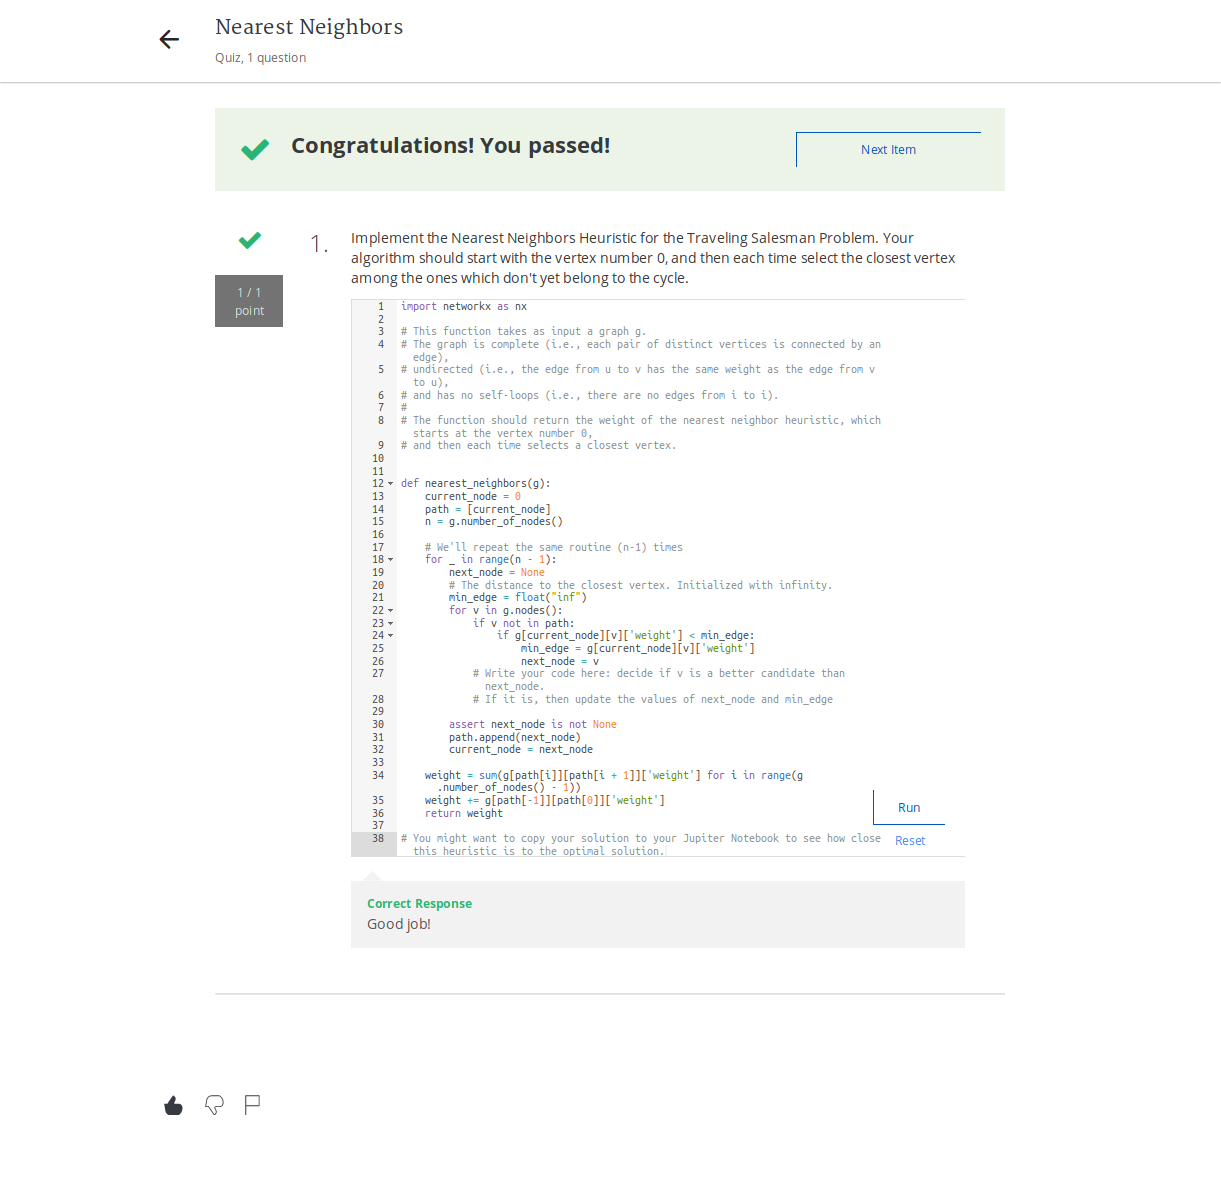 Nearest Neighbors
Quiz, 1 question
Congratulations! You passed!
Next Item
1.
Implement the Nearest Neighbors Heuristic for the Traveling Salesman Problem. Your
algorithm should start with the vertex number 0, and then each time select the closest vertex
among the ones which don't yet belong to the cycle.
1 / 1
point
1 import networkx as nx
2
3 # This function takes as input a graph g.
4 # The graph is complete (i.e., each pair of distinct vertices is connected by an
edge),
5 # undirected (i.e., the edge from u to v has the same weight as the edge from v
to u),
6 # and has no self-loops (i.e., there are no edges from i to i).
7 #
8 # The function should return the weight of the nearest neighbor heuristic, which
starts at the vertex number 0,
9 # and then each time selects a closest vertex.
10
11
12 def nearest_neighbors(g):
13     current_node = 0
14     path = [current_node]
15     n = g.number_of_nodes()
16
17     # We'll repeat the same routine (n-1) times
18     for _ in range(n - 1):
19         next_node = None
20         # The distance to the closest vertex. Initialized with infinity.
21         min_edge = float("inf")
22         for v in g.nodes():
23             if v not in path:
24                 if g[current_node][v]['weight'] < min_edge:
25                     min_edge = g[current_node][v]['weight']
26                     next_node = v
27             # Write your code here: decide if v is a better candidate than
next_node.
28             # If it is, then update the values of next_node and min_edge
29
30         assert next_node is not None
31         path.append(next_node)
32         current_node = next_node
33
34     weight = sum(g[path[i]][path[i + 1]]['weight'] for i in range(g
.number_of_nodes() - 1))
35     weight += g[path[-1]][path[0]]['weight']
36     return weight
37
38 # You might want to copy your solution to your Jupiter Notebook to see how close
this heuristic is to the optimal solution.
Run
Reset
Correct Response
Good job!